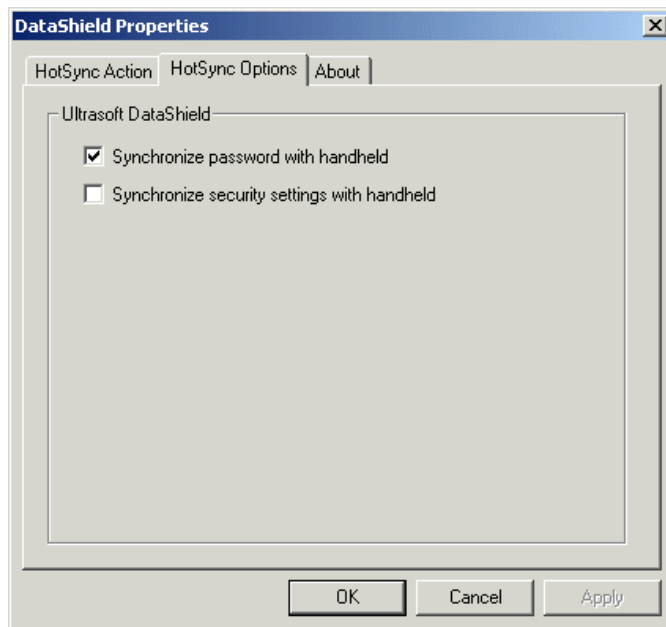 DataShield Properties
HotSync Action HotSync Options About
Ultrasoft DataShield
Synchronize password with handheld
Synchronize security settings with handheld
OK Cancel Apply